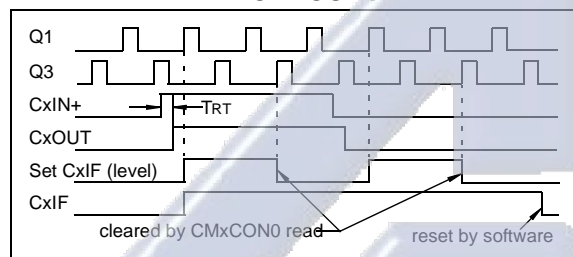 Q1
Q3
CxIN+
TRT
CxOUT
Set CxIF (level)
CxIF
cleared by CMxCON0 read
reset by software